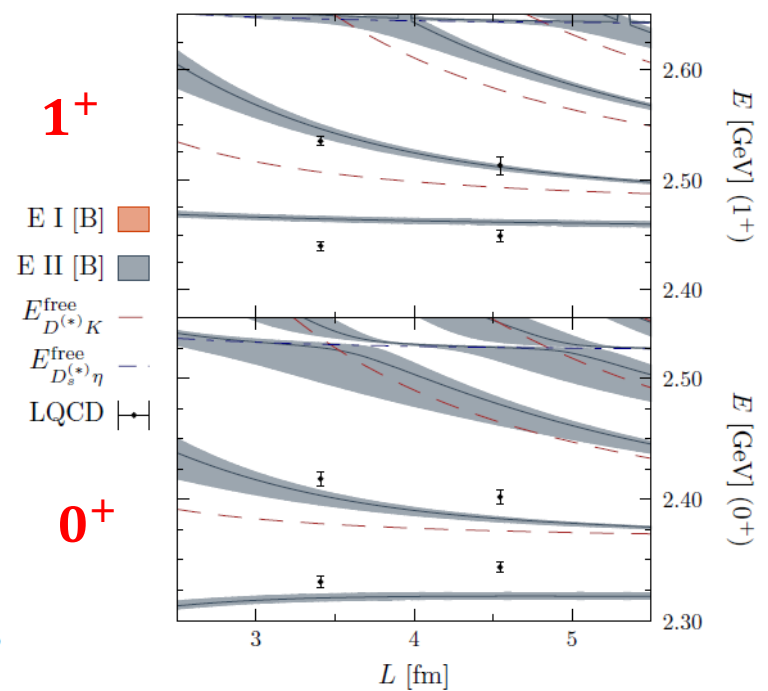 1⁺
E I [B]
E II [B]
E^free_D^(*)K
E^free_D_s^(*)η
LQCD
0⁺
2.60
2.50
2.40
E [GeV] (1⁺)
2.50
2.40
2.30
E [GeV] (0⁺)
3 4 5
L [fm]